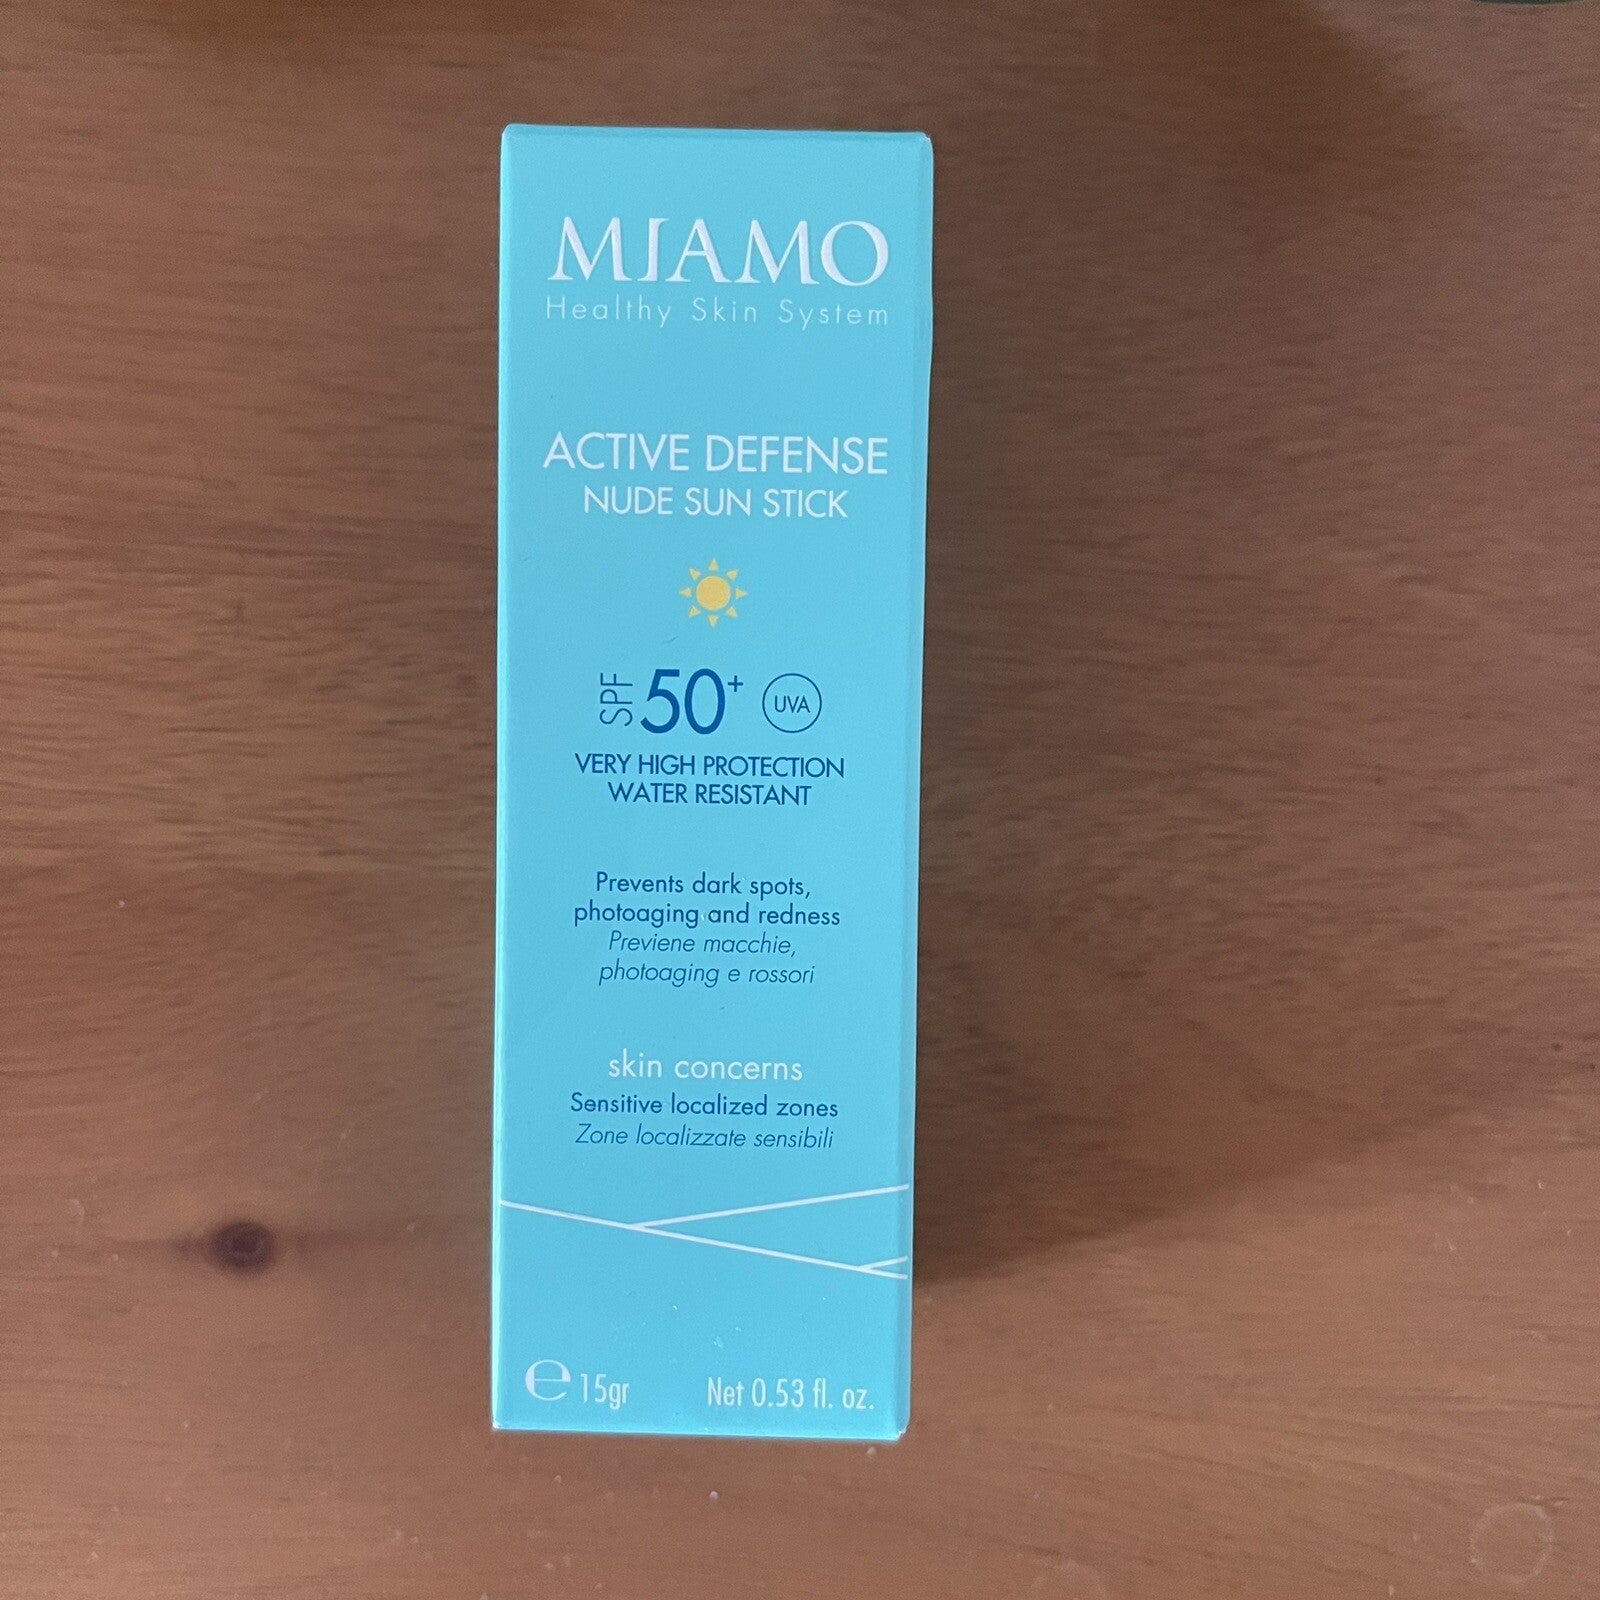 MIAMO
Healthy Skin System
ACTIVE DEFENSE
NUDE SUN STICK
SPF 50+ UVA
VERY HIGH PROTECTION
WATER RESISTANT
Prevents dark spots,
photoaging and redness
Previene macchie,
photoaging e rossori
skin concerns
Sensitive localized zones
Zone localizzate sensibili
℮ 15gr Net 0.53 fl. oz.